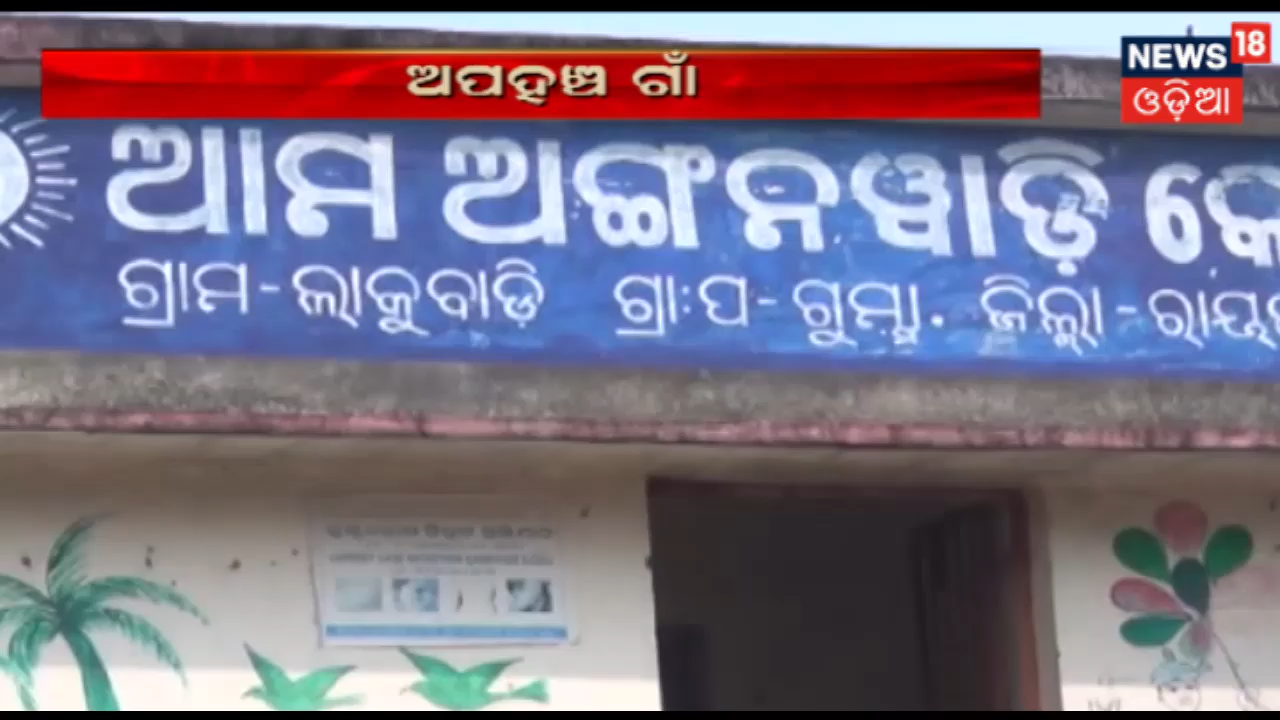 ଅପହଞ୍ଚ ଗାଁ
NEWS 18
ଓଡ଼ିଆ
ଆମ ଅଙ୍ଗନୱାଡ଼ି କେ
ଗ୍ରାମ - ଲାକୁବାଡ଼ି ଗ୍ରା:ପ - ଗୁମ୍ଭା. ଜିଲ୍ଲା - ରାୟ